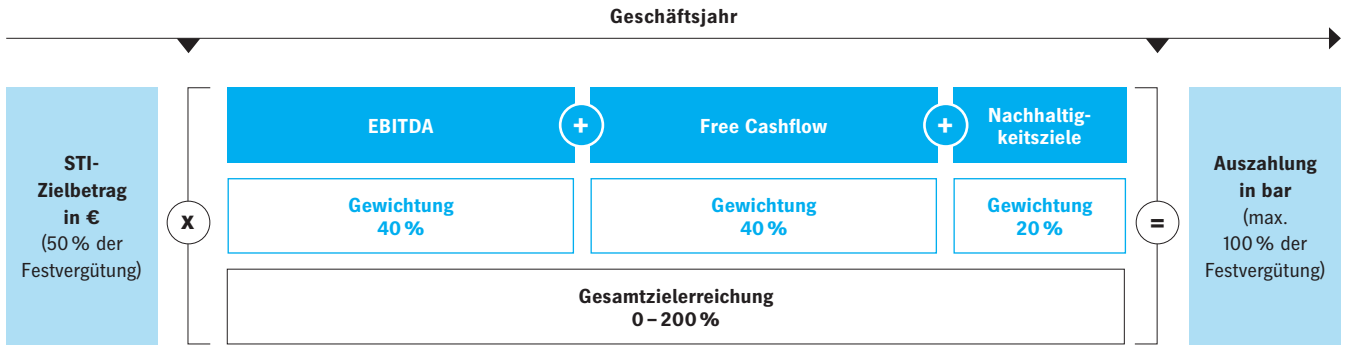 Geschäftsjahr
STI-
Zielbetrag
in €
(50 % der
Festvergütung)
x
EBITDA
+
Free Cashflow
+
Nachhaltig-
keitsziele
Gewichtung
40 %
Gewichtung
40 %
Gewichtung
20 %
Gesamtzielerreichung
0 – 200 %
=
Auszahlung
in bar
(max.
100 % der
Festvergütung)